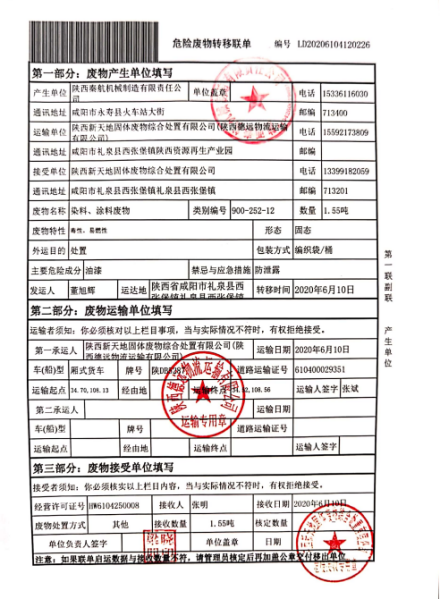 危险废物转移联单 编号 LD20206104120226
第一部分：废物产生单位填写
产生单位 陕西秦航机械制造有限责任公司 单位盖章 电话 15336116030
通讯地址 咸阳市永寿县火车站大街 邮编 713400
运输单位 陕西新天地固体废物综合处置有限公司(陕西德远物流运输有限公司) 电话 15592173809
通讯地址 咸阳市礼泉县西张堡镇陕西资源再生产业园 邮编
接受单位 陕西新天地固体废物综合处置有限公司 电话 13399182059
通讯地址 咸阳市礼泉县西张堡镇礼泉县西张堡镇 邮编 713201
废物名称 染料、涂料废物 类别编号 900-252-12 数量 1.55吨
废物特性 毒性，易燃性 形态 固态
外运目的 处置 包装方式 编织袋/桶
主要危险成分 油漆 禁忌与应急措施 防泄露
发运人 董旭辉 运达地 陕西省咸阳市礼泉县西张堡镇礼泉县西张堡镇 转移时间 2020年6月10日
第一联副联 产生单位
第二部分：废物运输单位填写
运输者须知：你必须核对以上栏目事项，当与实际情况不符时，有权拒绝接受。
第一承运人 陕西新天地固体废物综合处置有限公司(陕西德远物流运输有限公司) 运输日期 2020年6月10日
车(船)型 厢式货车 牌号 道路运输证号 610400029351
运输起点 34.70,108.13 经由地 运输终点 运输人签字 张斌
第二承运人 运输日期
车(船)型 牌号 道路运输证号
运输起点 经由地 运输终点 运输人签字
运输专用章
第三部分：废物接受单位填写
接受者须知：你必须核对以上栏目内容，当与实际情况不符时，有权拒绝接受。
经营许可证号 HW6104250008 接收人 张明 接收日期 2020年6月10日
废物处置方式 其他 接收数量 1.55吨 核定数量
单位负责人签字 单位盖章 日期
注意：如果联单启运数据与接收数量不符，请管理员核定后再加盖公章交付移出单位。